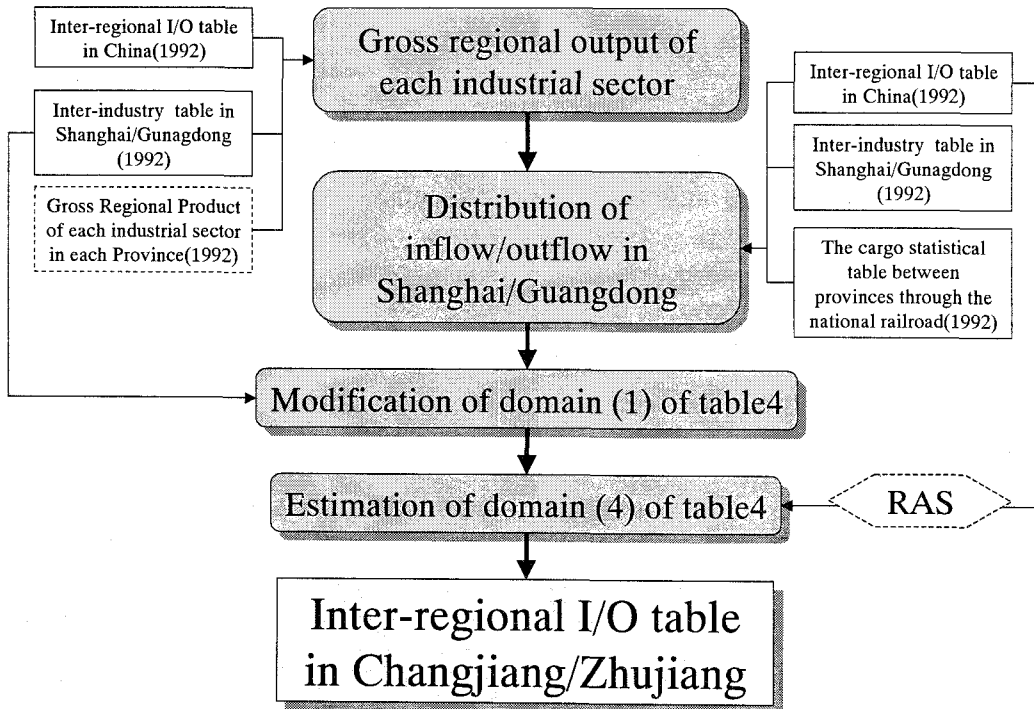 Inter-regional I/O table
in China(1992)
Inter-industry table in
Shanghai/Gunagdong
(1992)
Gross Regional Product
of each industrial sector
in each Province(1992)
Gross regional output of
each industrial sector
Distribution of
inflow/outflow in
Shanghai/Guangdong
Inter-regional I/O table
in China(1992)
Inter-industry table in
Shanghai/Gunagdong
(1992)
The cargo statistical
table between
provinces through the
national railroad(1992)
Modification of domain (1) of table4
Estimation of domain (4) of table4
RAS
Inter-regional I/O table
in Changjiang/Zhujiang